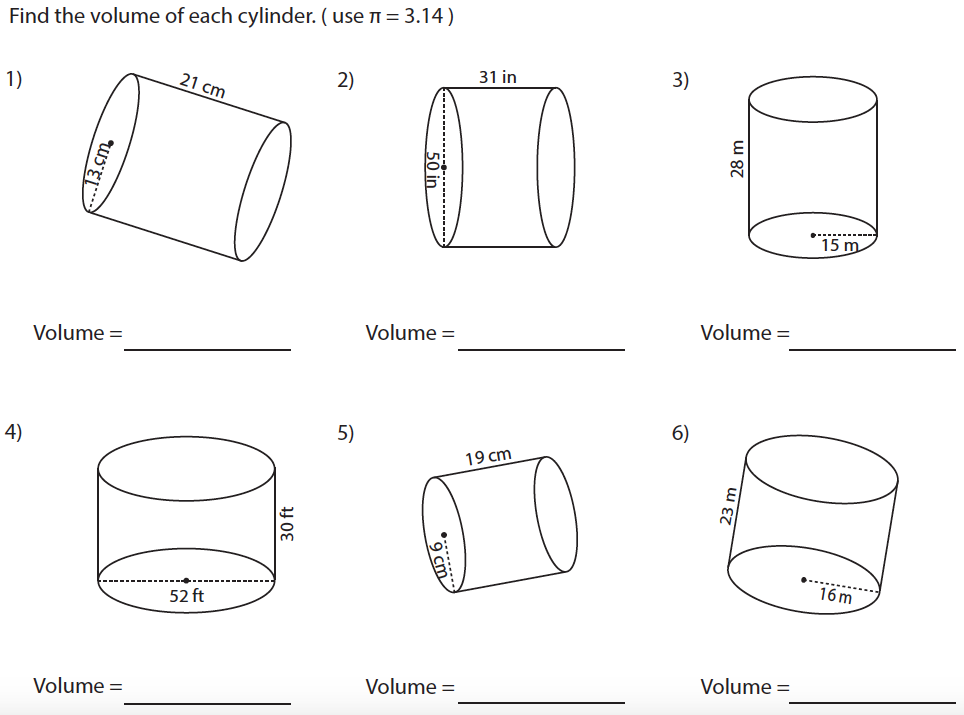 Find the volume of each cylinder. ( use π = 3.14 )
1)
21 cm
13 cm
2)
31 in
50 in
3)
28 m
15 m
Volume =
Volume =
Volume =
4)
30 ft
52 ft
5)
19 cm
9 cm
6)
23 m
16 m
Volume =
Volume =
Volume =